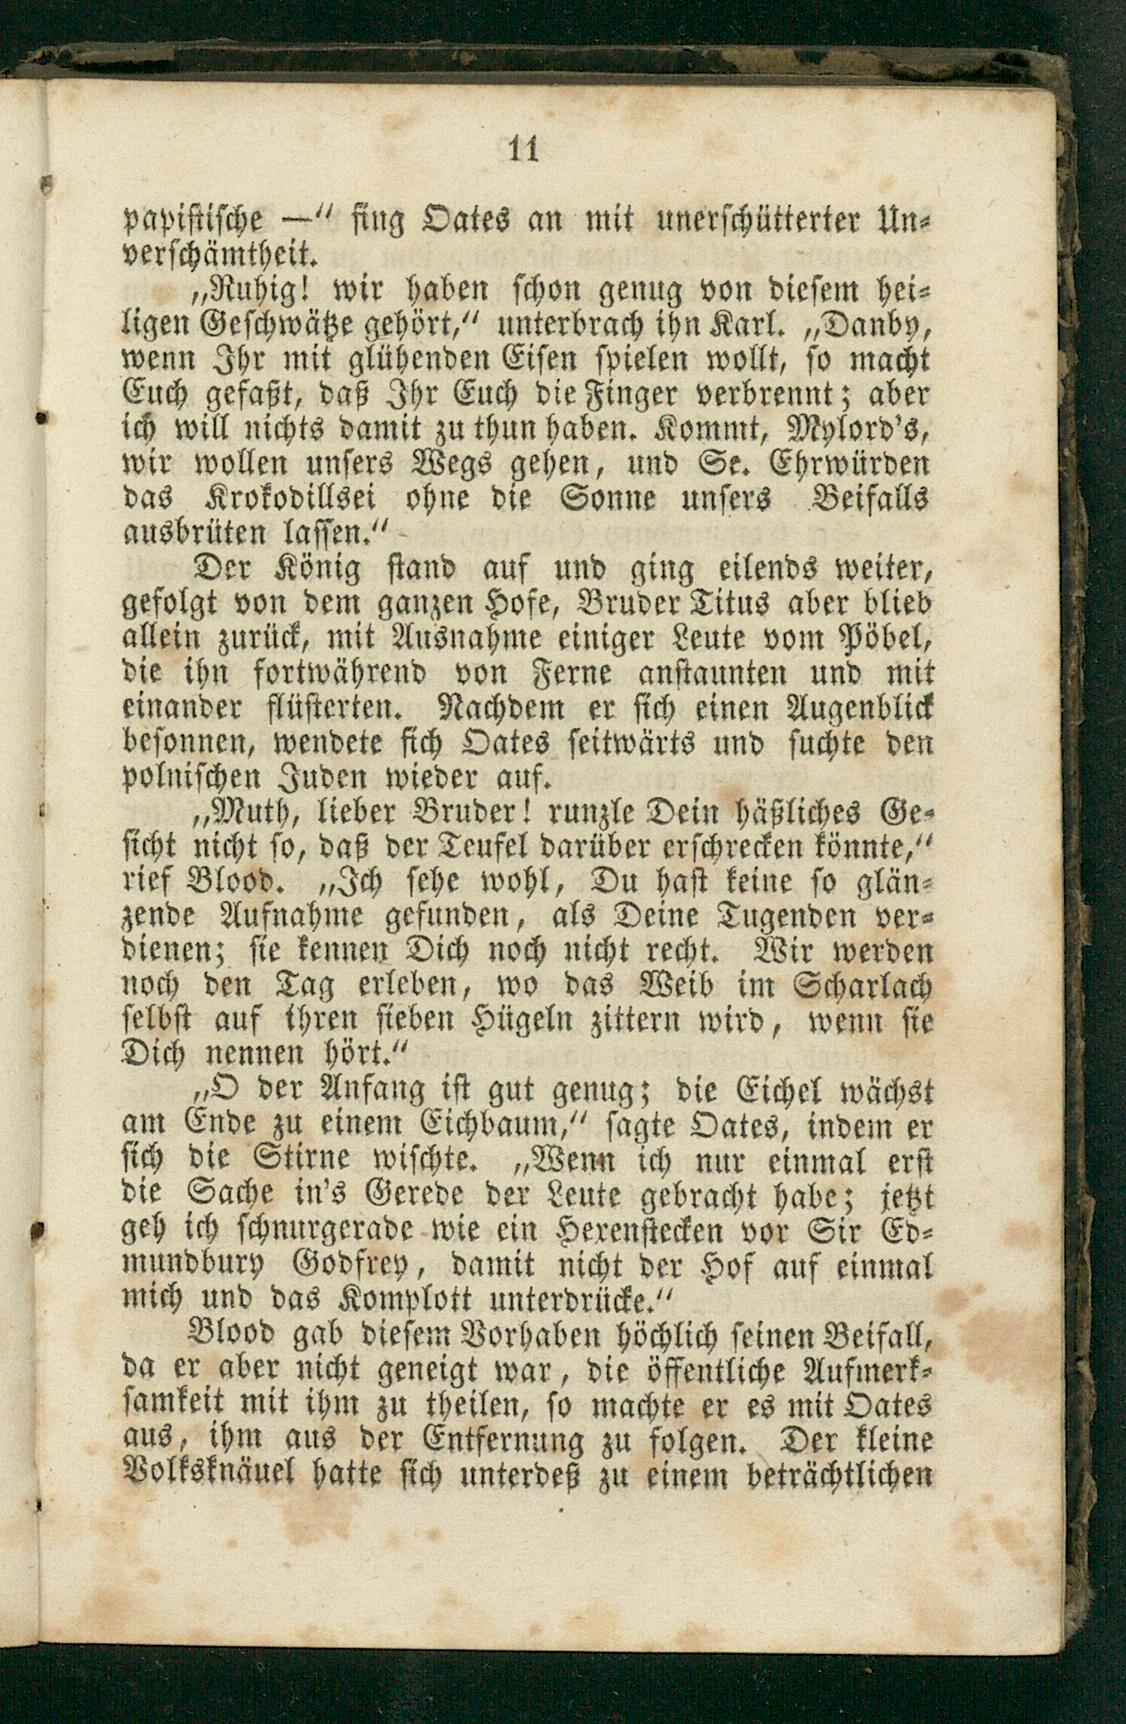 11
papistische —“ fing Oates an mit unerschütterter Un-
verschämtheit.
„Ruhig! wir haben schon genug von diesem hei-
ligen Geschwätze gehört,“ unterbrach ihn Karl. „Danby,
wenn Ihr mit glühenden Eisen spielen wollt, so macht
Euch gefaßt, daß Ihr Euch die Finger verbrennt; aber
ich will nichts damit zu thun haben. Kommt, Mylord's,
wir wollen unsers Wegs gehen, und Se. Ehrwürden
das Krokodillsei ohne die Sonne unsers Beifalls
ausbrüten lassen.“
Der König stand auf und ging eilends weiter,
gefolgt von dem ganzen Hofe, Bruder Titus aber blieb
allein zurück, mit Ausnahme einiger Leute vom Pöbel,
die ihn fortwährend von Ferne anstaunten und mit
einander flüsterten. Nachdem er sich einen Augenblick
besonnen, wendete sich Oates seitwärts und suchte den
polnischen Juden wieder auf.
„Muth, lieber Bruder! runzle Dein häßliches Ge-
sicht nicht so, daß der Teufel darüber erschrecken könnte,“
rief Blood. „Ich sehe wohl, Du hast keine so glän-
zende Aufnahme gefunden, als Deine Tugenden ver-
dienen; sie kennen Dich noch nicht recht. Wir werden
noch den Tag erleben, wo das Weib im Scharlach
selbst auf ihren sieben Hügeln zittern wird, wenn sie
Dich nennen hört.“
„O der Anfang ist gut genug; die Eichel wächst
am Ende zu einem Eichbaum,“ sagte Oates, indem er
sich die Stirne wischte. „Wenn ich nur einmal erst
die Sache in's Gerede der Leute gebracht habe; jetzt
geh ich schnurgerade wie ein Hexenstecken vor Sir Ed-
mundbury Godfrey, damit nicht der Hof auf einmal
mich und das Komplott unterdrücke.“
Blood gab diesem Vorhaben höchlich seinen Beifall,
da er aber nicht geneigt war, die öffentliche Aufmerk-
samkeit mit ihm zu theilen, so machte er es mit Oates
aus, ihm aus der Entfernung zu folgen. Der kleine
Volksknäuel hatte sich unterdeß zu einem beträchtlichen